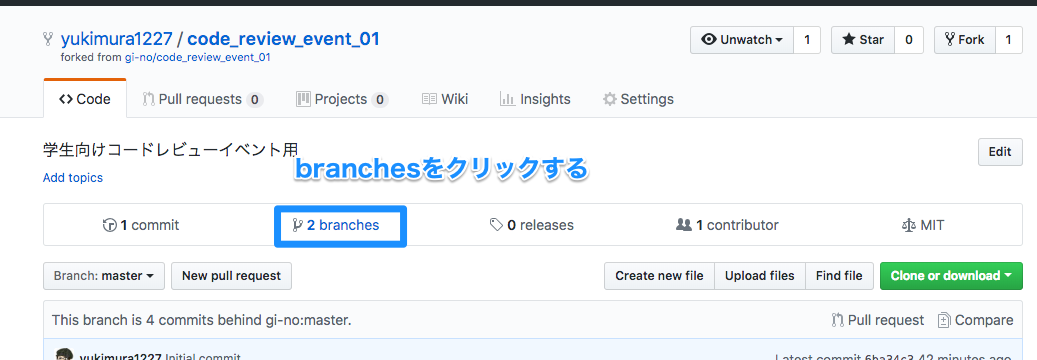 yukimura1227 / code_review_event_01
forked from gi-no/code_review_event_01
Unwatch 1 Star 0 Fork 1
Code Pull requests 0 Projects 0 Wiki Insights Settings
学生向けコードレビューイベント用
Edit
branchesをクリックする
Add topics
1 commit 2 branches 0 releases 1 contributor MIT
Branch: master New pull request Create new file Upload files Find file Clone or download
This branch is 4 commits behind gi-no:master. Pull request Compare
yukimura1227 Initial commit Latest commit 6ba34c3 42 minutes ago